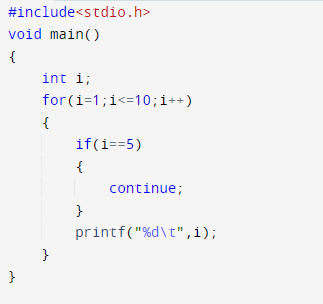 #include<stdio.h>
void main()
{
    int i;
    for(i=1;i<=10;i++)
    {
        if(i==5)
        {
            continue;
        }
        printf("%d\t",i);
    }
}